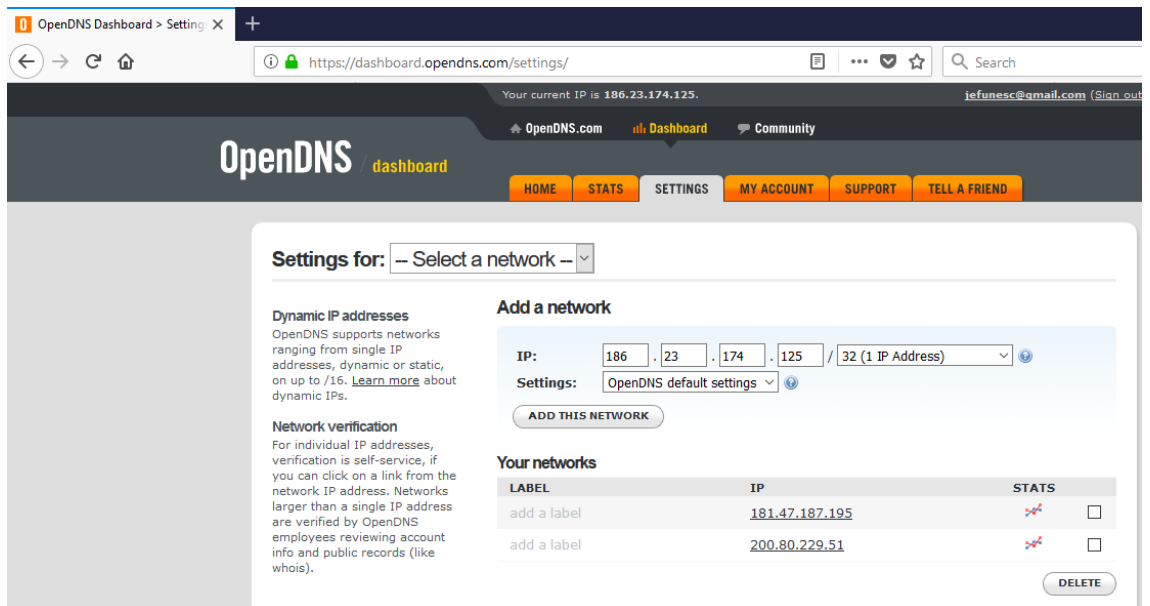 OpenDNS Dashboard > Setting
https://dashboard.opendns.com/settings/
Search
Your current IP is 186.23.174.125.
jefunesc@gmail.com (Sign out
OpenDNS.com Dashboard Community
OpenDNS / dashboard
HOME STATS SETTINGS MY ACCOUNT SUPPORT TELL A FRIEND
Settings for: -- Select a network --
Dynamic IP addresses
OpenDNS supports networks
ranging from single IP
addresses, dynamic or static,
on up to /16. Learn more about
dynamic IPs.
Network verification
For individual IP addresses,
verification is self-service, if
you can click on a link from the
network IP address. Networks
larger than a single IP address
are verified by OpenDNS
employees reviewing account
info and public records (like
whois).
Add a network
IP: 186 . 23 . 174 . 125 / 32 (1 IP Address)
Settings: OpenDNS default settings
ADD THIS NETWORK
Your networks
LABEL IP STATS
add a label 181.47.187.195
add a label 200.80.229.51
DELETE